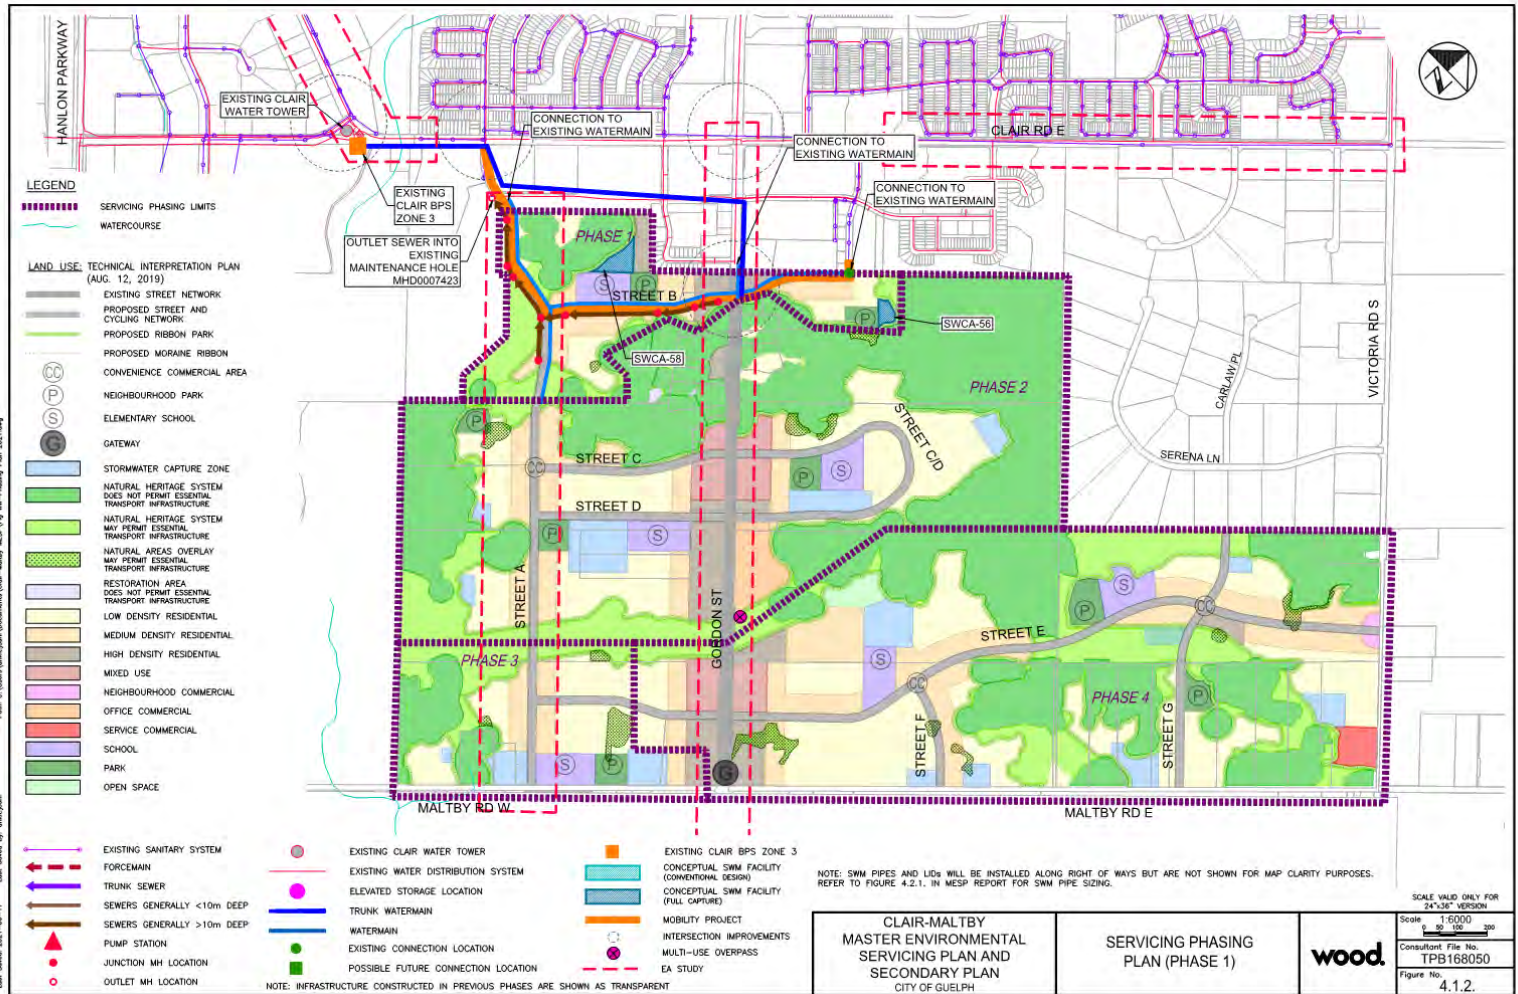 HANLON PARKWAY
EXISTING CLAIR
WATER TOWER
CONNECTION TO
EXISTING WATERMAIN
CONNECTION TO
EXISTING WATERMAIN
CLAIR RD E
EXISTING
CLAIR BPS
ZONE 3
CONNECTION TO
EXISTING WATERMAIN
OUTLET SEWER INTO
EXISTING
MAINTENANCE HOLE
MHD0007423
PHASE 1
S
P
STREET B
P
SWCA-56
SWCA-58
PHASE 2
VICTORIA RD S
CARLAW PL
SERENA LN
P
STREET C/D
CC
STREET C
P
S
STREET D
P
S
STREET A
GORDON ST
STREET E
S
P
CC
S
CC
PHASE 3
PHASE 4
P
STREET F
STREET G
S
P
G
MALTBY RD W
MALTBY RD E
LEGEND
SERVICING PHASING LIMITS
WATERCOURSE
LAND USE: TECHNICAL INTERPRETATION PLAN
(AUG. 12, 2019)
EXISTING STREET NETWORK
PROPOSED STREET AND
CYCLING NETWORK
PROPOSED RIBBON PARK
PROPOSED MORAINE RIBBON
CC CONVENIENCE COMMERCIAL AREA
P NEIGHBOURHOOD PARK
S ELEMENTARY SCHOOL
G GATEWAY
STORMWATER CAPTURE ZONE
NATURAL HERITAGE SYSTEM
DOES NOT PERMIT ESSENTIAL
TRANSPORT INFRASTRUCTURE
NATURAL HERITAGE SYSTEM
MAY PERMIT ESSENTIAL
TRANSPORT INFRASTRUCTURE
NATURAL AREAS OVERLAY
MAY PERMIT ESSENTIAL
TRANSPORT INFRASTRUCTURE
RESTORATION AREA
DOES NOT PERMIT ESSENTIAL
TRANSPORT INFRASTRUCTURE
LOW DENSITY RESIDENTIAL
MEDIUM DENSITY RESIDENTIAL
HIGH DENSITY RESIDENTIAL
MIXED USE
NEIGHBOURHOOD COMMERCIAL
OFFICE COMMERCIAL
SERVICE COMMERCIAL
SCHOOL
PARK
OPEN SPACE
EXISTING SANITARY SYSTEM
FORCEMAIN
TRUNK SEWER
SEWERS GENERALLY <10m DEEP
SEWERS GENERALLY >10m DEEP
PUMP STATION
JUNCTION MH LOCATION
OUTLET MH LOCATION
EXISTING CLAIR WATER TOWER
EXISTING WATER DISTRIBUTION SYSTEM
ELEVATED STORAGE LOCATION
TRUNK WATERMAIN
WATERMAIN
EXISTING CONNECTION LOCATION
POSSIBLE FUTURE CONNECTION LOCATION
NOTE: INFRASTRUCTURE CONSTRUCTED IN PREVIOUS PHASES ARE SHOWN AS TRANSPARENT
EXISTING CLAIR BPS ZONE 3
CONCEPTUAL SWM FACILITY
(CONVENTIONAL DESIGN)
CONCEPTUAL SWM FACILITY
(FULL CAPTURE)
MOBILITY PROJECT
INTERSECTION IMPROVEMENTS
MULTI-USE OVERPASS
EA STUDY
NOTE: SWM PIPES AND LIDs WILL BE INSTALLED ALONG RIGHT OF WAYS BUT ARE NOT SHOWN FOR MAP CLARITY PURPOSES.
REFER TO FIGURE 4.2.1. IN MESP REPORT FOR SWM PIPE SIZING.
CLAIR-MALTBY
MASTER ENVIRONMENTAL
SERVICING PLAN AND
SECONDARY PLAN
CITY OF GUELPH
SERVICING PHASING
PLAN (PHASE 1)
wood.
SCALE VALID ONLY FOR
24"x36" VERSION
Scale 1:6000
0 50 100 200
Consultant File No.
TPB168050
Figure No.
4.1.2.